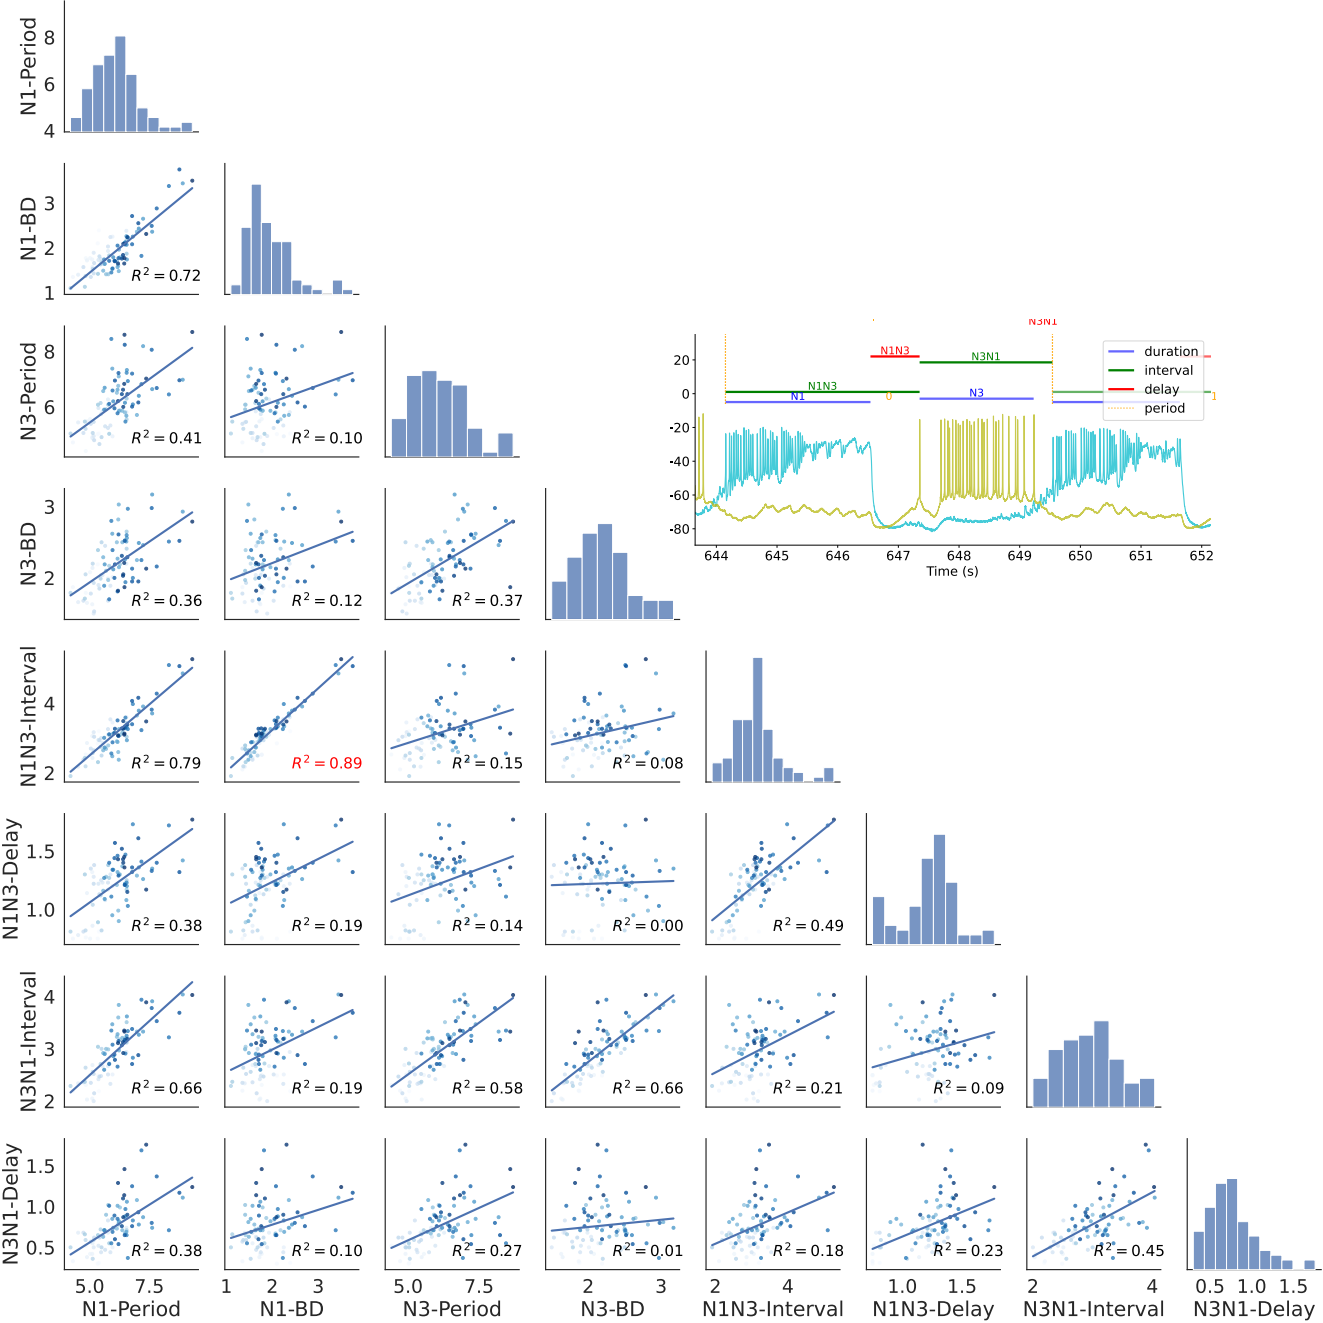 N1-Period
8
6
4
N1-BD
3
2
1
R² = 0.72
N3-Period
8
6
R² = 0.41
R² = 0.10
N3N1
N1N3
N3N1
N1N3
N1
0
N3
1
duration
interval
delay
period
20
0
-20
-40
-60
-80
644 645 646 647 648 649 650 651 652
Time (s)
N3-BD
3
2
R² = 0.36
R² = 0.12
R² = 0.37
N1N3-Interval
4
2
R² = 0.79
R² = 0.89
R² = 0.15
R² = 0.08
N1N3-Delay
1.5
1.0
R² = 0.38
R² = 0.19
R² = 0.14
R² = 0.00
R² = 0.49
N3N1-Interval
4
3
2
R² = 0.66
R² = 0.19
R² = 0.58
R² = 0.66
R² = 0.21
R² = 0.09
N3N1-Delay
1.5
1.0
0.5
R² = 0.38
R² = 0.10
R² = 0.27
R² = 0.01
R² = 0.18
R² = 0.23
R² = 0.45
5.0 7.5
1 2 3
5.0 7.5
2 3
2 4
1.0 1.5
2 4
0.5 1.0 1.5
N1-Period
N1-BD
N3-Period
N3-BD
N1N3-Interval
N1N3-Delay
N3N1-Interval
N3N1-Delay